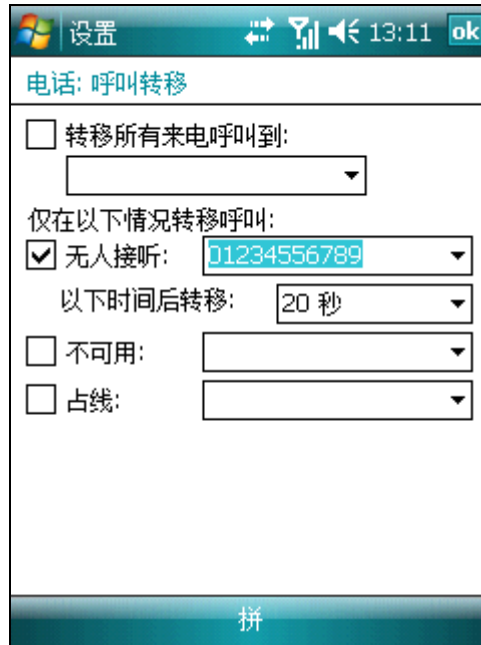 设置 13:11 ok
电话: 呼叫转移
转移所有来电呼叫到:
仅在以下情况转移呼叫:
无人接听: 01234556789
以下时间后转移: 20 秒
不可用:
占线:
拼